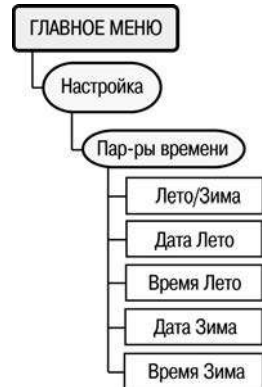 ГЛАВНОЕ МЕНЮ
Настройка
Пар-ры времени
Лето/Зима
Дата Лето
Время Лето
Дата Зима
Время Зима